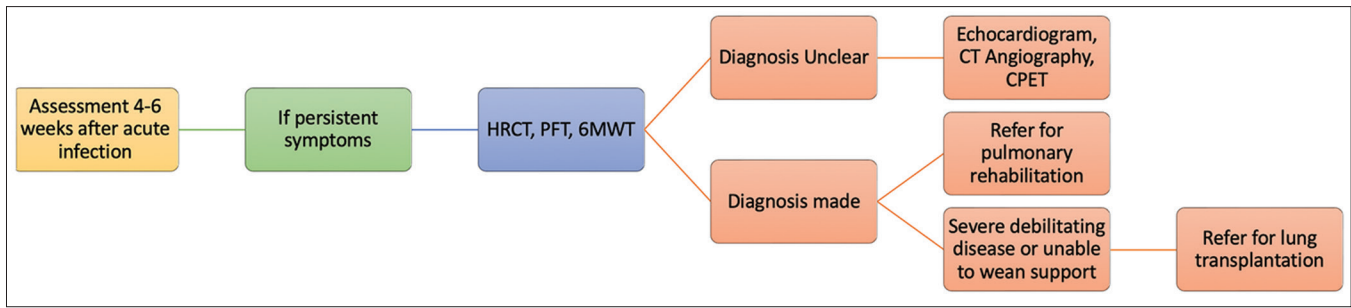 Assessment 4-6
weeks after acute
infection
If persistent
symptoms
HRCT, PFT, 6MWT
Diagnosis Unclear
Echocardiogram,
CT Angiography,
CPET
Diagnosis made
Refer for
pulmonary
rehabilitation
Severe debilitating
disease or unable
to wean support
Refer for lung
transplantation